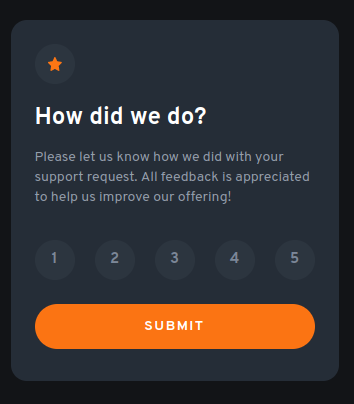 How did we do?
Please let us know how we did with your
support request. All feedback is appreciated
to help us improve our offering!
1 2 3 4 5
SUBMIT